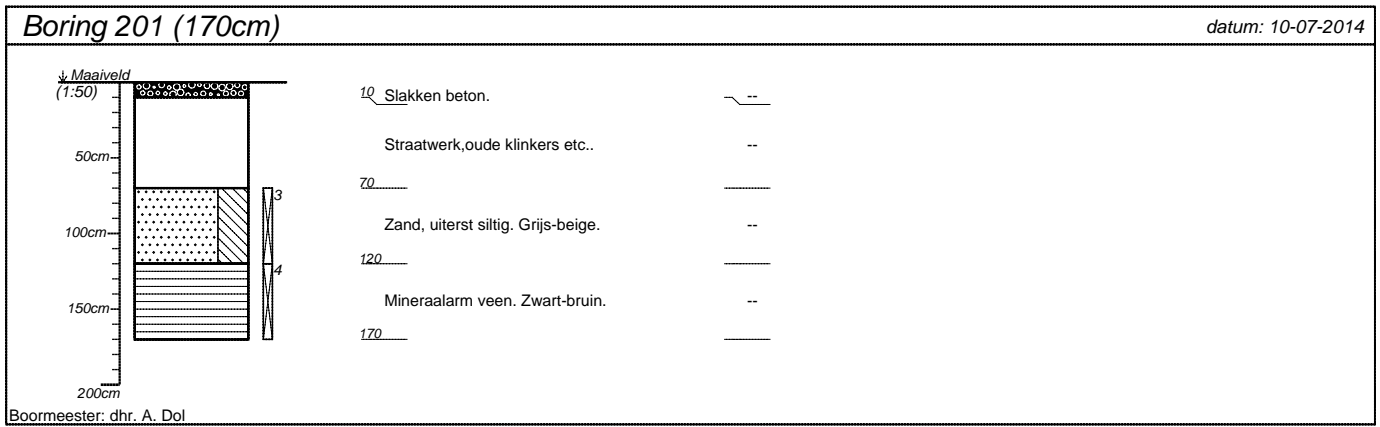 Boring 201 (170cm)
datum: 10-07-2014
Maaiveld
(1:50)
10 Slakken beton. --
50cm
Straatwerk,oude klinkers etc.. --
70
3
100cm
Zand, uiterst siltig. Grijs-beige. --
120
4
150cm
Mineraalarm veen. Zwart-bruin. --
170
200cm
Boormeester: dhr. A. Dol